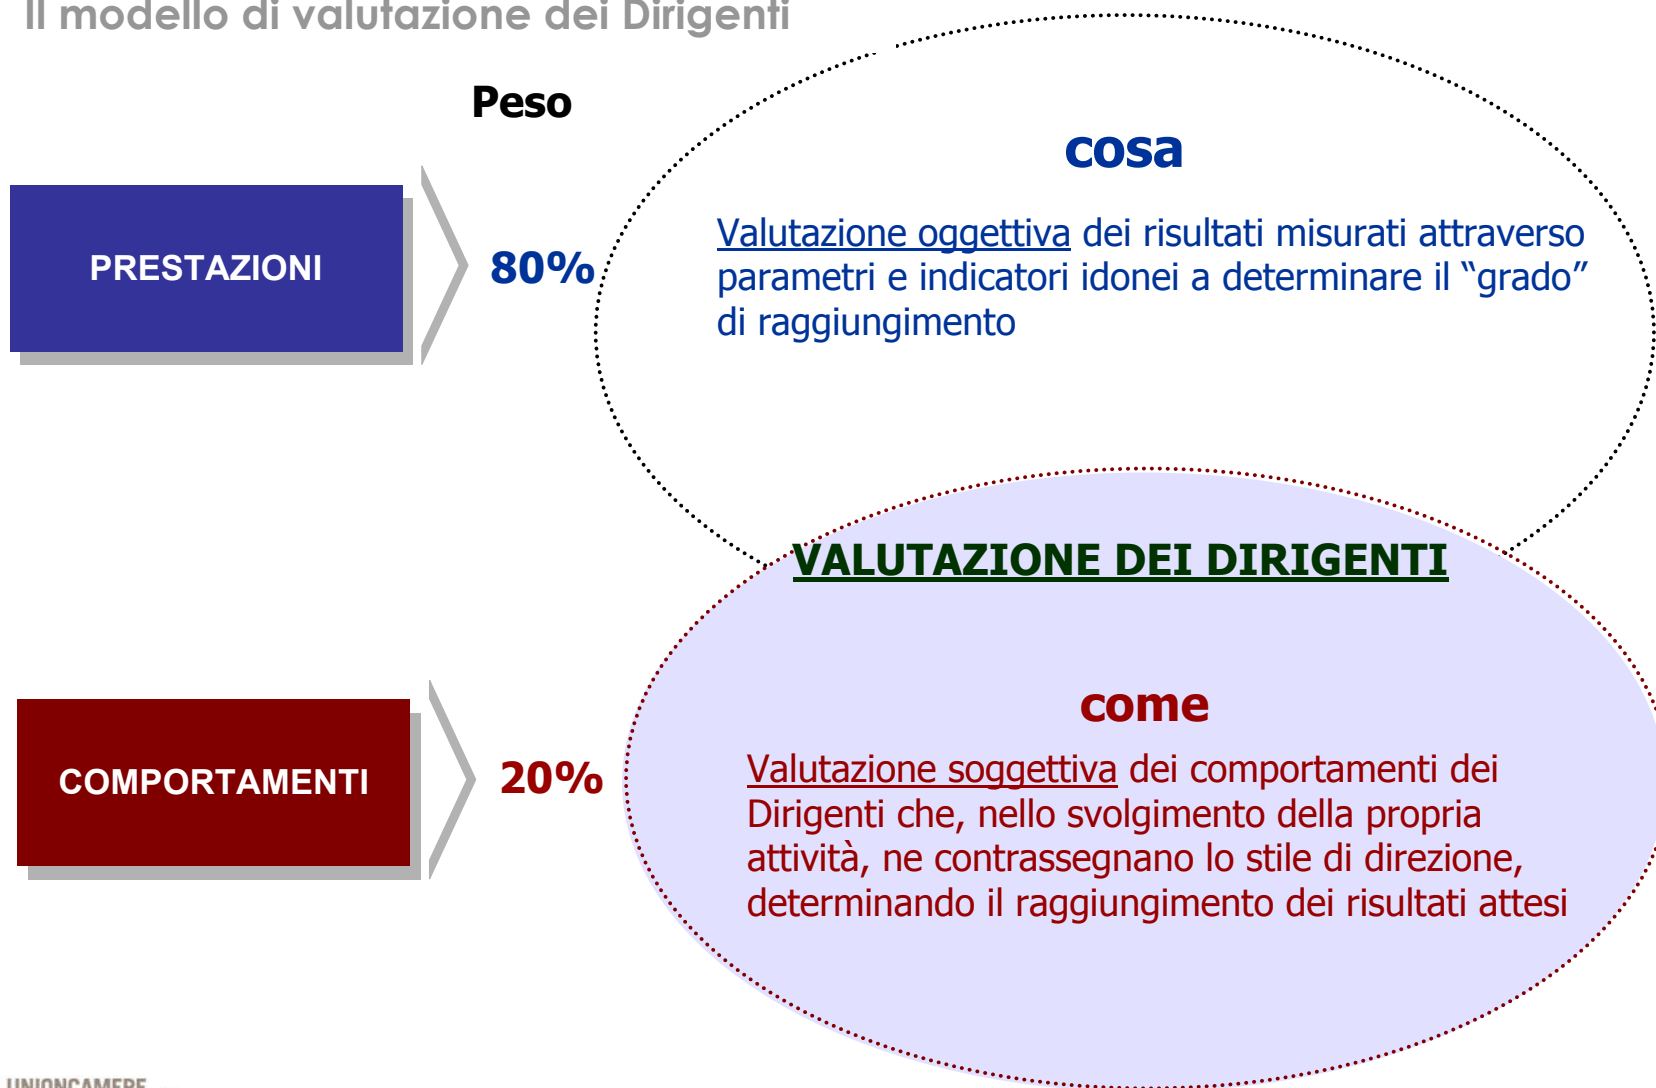 Il modello di valutazione dei Dirigenti
Peso
cosa
PRESTAZIONI
80%
Valutazione oggettiva dei risultati misurati attraverso
parametri e indicatori idonei a determinare il “grado”
di raggiungimento
VALUTAZIONE DEI DIRIGENTI
come
COMPORTAMENTI
20%
Valutazione soggettiva dei comportamenti dei
Dirigenti che, nello svolgimento della propria
attività, ne contrassegnano lo stile di direzione,
determinando il raggiungimento dei risultati attesi
UNIONCAMERE